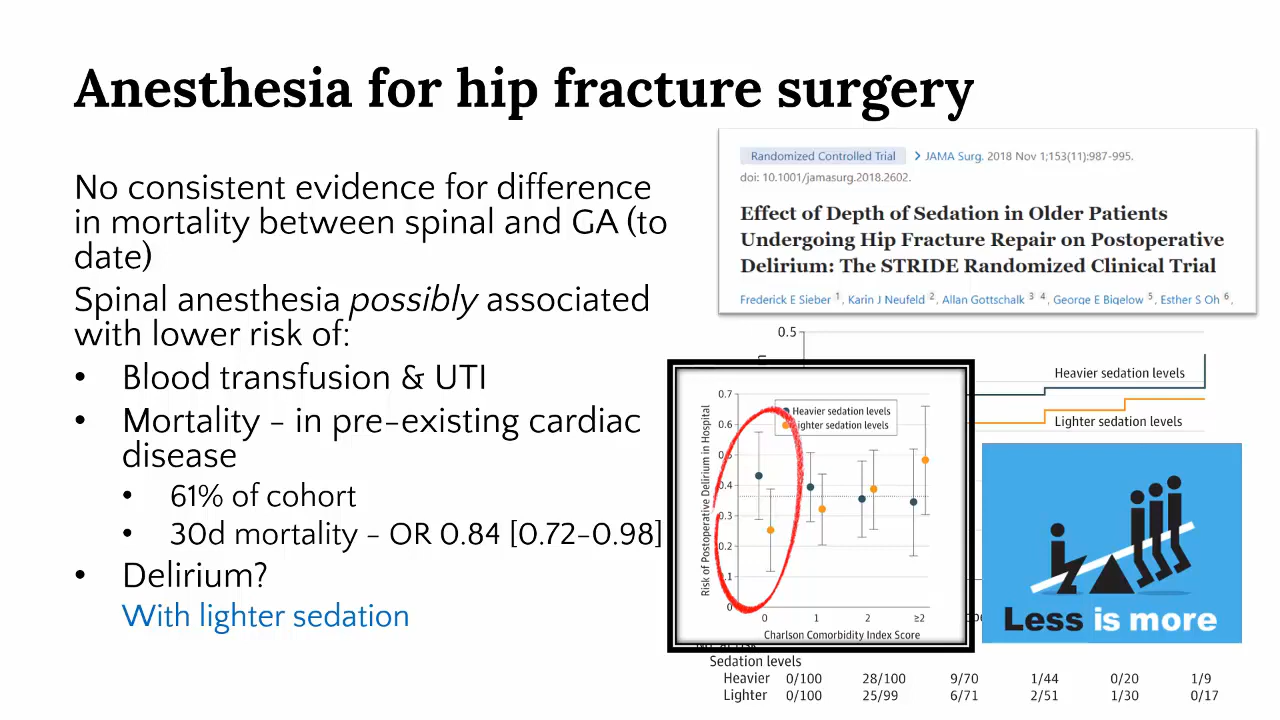 Anesthesia for hip fracture surgery
No consistent evidence for difference
in mortality between spinal and GA (to
date)
Spinal anesthesia possibly associated
with lower risk of:
• Blood transfusion & UTI
• Mortality – in pre-existing cardiac
disease
• 61% of cohort
• 30d mortality – OR 0.84 [0.72–0.98]
• Delirium?
With lighter sedation
Randomized Controlled Trial > JAMA Surg. 2018 Nov 1;153(11):987-995.
doi: 10.1001/jamasurg.2018.2602.
Effect of Depth of Sedation in Older Patients
Undergoing Hip Fracture Repair on Postoperative
Delirium: The STRIDE Randomized Clinical Trial
Frederick E Sieber 1, Karin J Neufeld 2, Allan Gottschalk 3 4, George E Bigelow 5, Esther S Oh 6,
0.5
Heavier sedation levels
Lighter sedation levels
Risk of Postoperative Delirium in Hospital
0.7
0.6
0.4
0.3
0.2
0
Heavier sedation levels
Lighter sedation levels
0 1 2 ≥2
Charlson Comorbidity Index Score
Less is more
Sedation levels
Heavier 0/100 28/100 9/70 1/44 0/20 1/9
Lighter 0/100 25/99 6/71 2/51 1/30 0/17